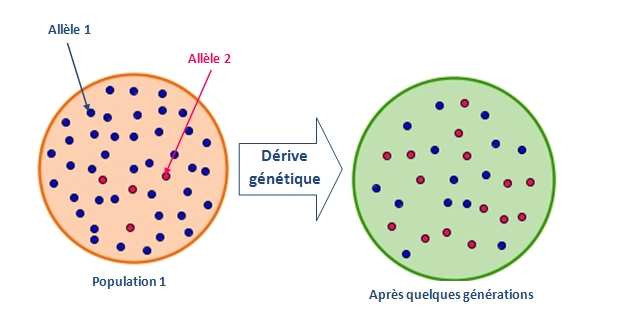 Allèle 1
Allèle 2
Dérive
génétique
Population 1
Après quelques générations